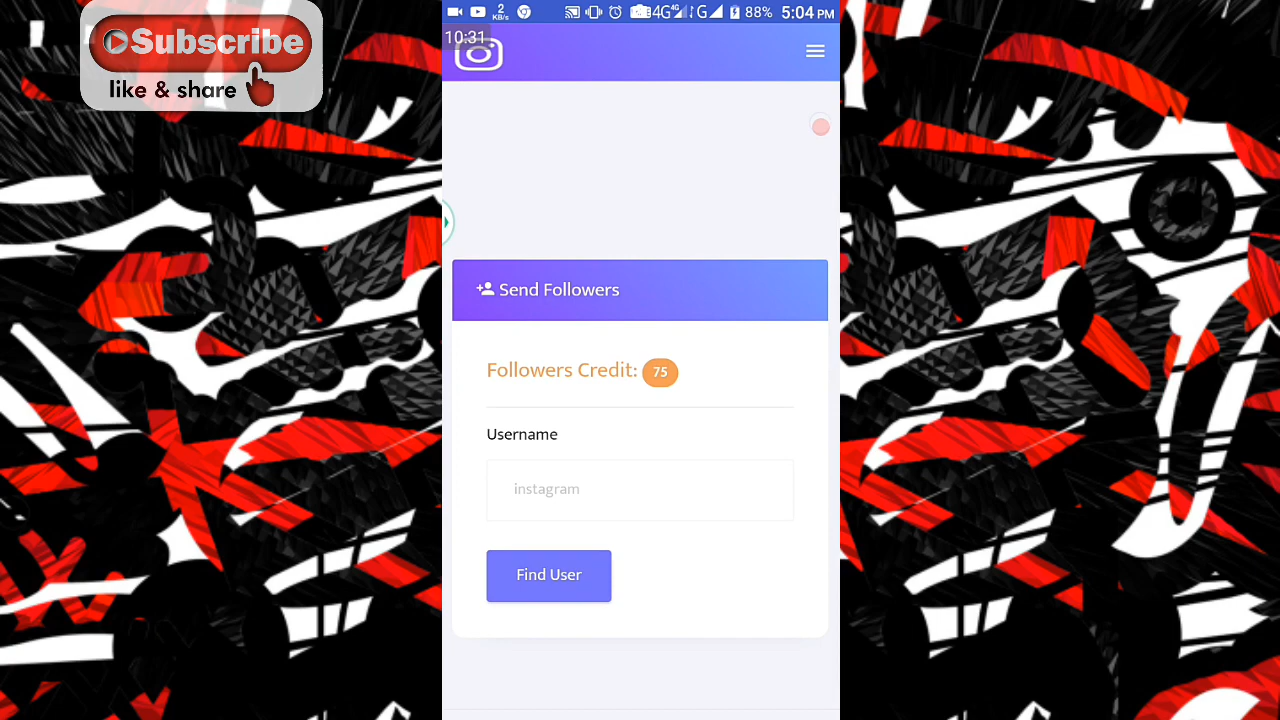 Subscribe
like & share
2
KB/s
4G 4G G 88% 5:04 PM
10:31
Send Followers
Followers Credit: 75
Username
instagram
Find User